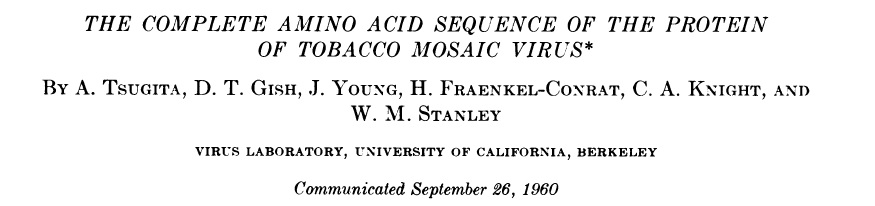 THE COMPLETE AMINO ACID SEQUENCE OF THE PROTEIN
OF TOBACCO MOSAIC VIRUS*
BY A. TSUGITA, D. T. GISH, J. YOUNG, H. FRAENKEL-CONRAT, C. A. KNIGHT, AND
W. M. STANLEY
VIRUS LABORATORY, UNIVERSITY OF CALIFORNIA, BERKELEY
Communicated September 26, 1960